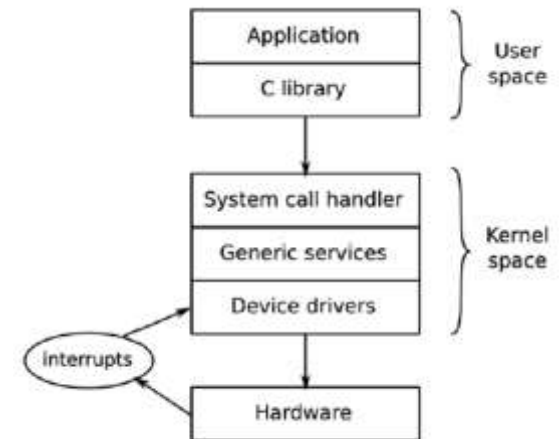 Application
C library
User
space
System call handler
Generic services
Device drivers
Kernel
space
interrupts
Hardware